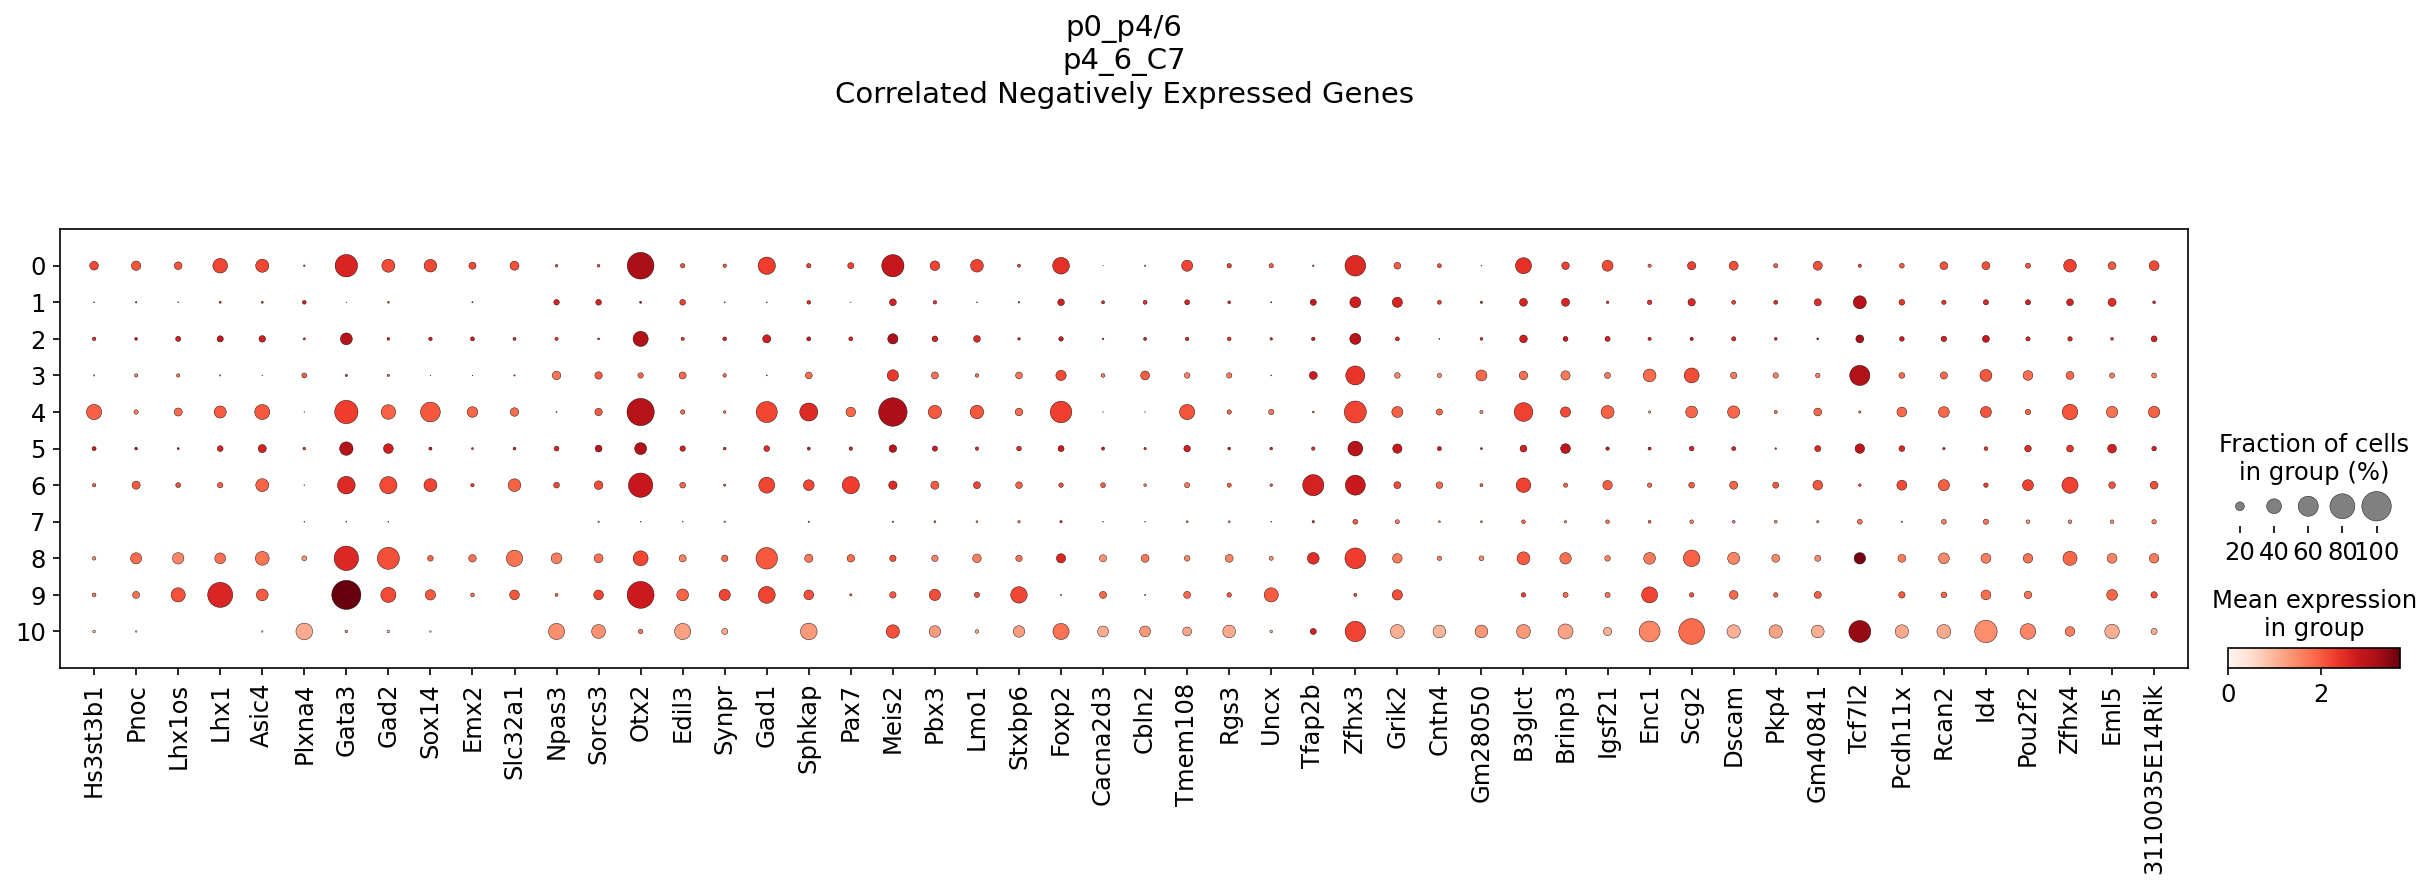 p0_p4/6
p4_6_C7
Correlated Negatively Expressed Genes
0
1
2
3
4
5
6
7
8
9
10
Hs3st3b1
Pnoc
Lhx1os
Lhx1
Asic4
Plxna4
Gata3
Gad2
Sox14
Emx2
Slc32a1
Npas3
Sorcs3
Otx2
Edil3
Synpr
Gad1
Sphkap
Pax7
Meis2
Pbx3
Lmo1
Stxbp6
Foxp2
Cacna2d3
Cbln2
Tmem108
Rgs3
Uncx
Tfap2b
Zfhx3
Grik2
Cntn4
Gm28050
B3glct
Brinp3
Igsf21
Enc1
Scg2
Dscam
Pkp4
Gm40841
Tcf7l2
Pcdh11x
Rcan2
Id4
Pou2f2
Zfhx4
Eml5
3110035E14Rik
Fraction of cells
in group (%)
20 40 60 80 100
Mean expression
in group
0 2